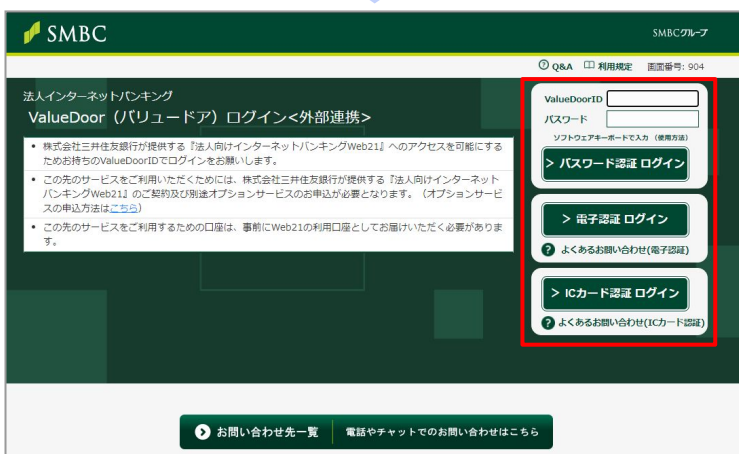 SMBC
SMBCグループ
Q&A 利用規定 画面番号: 904
法人インターネットバンキング
ValueDoor（バリュードア）ログイン<外部連携>
• 株式会社三井住友銀行が提供する『法人向けインターネットバンキングWeb21』へのアクセスを可能にする
ためお持ちのValueDoorIDでログインをお願いします。
• この先のサービスをご利用いただくためには、株式会社三井住友銀行が提供する『法人向けインターネット
バンキングWeb21』のご契約及び別途オプションサービスのお申込が必要となります。（オプションサービ
スの申込方法はこちら）
• この先のサービスをご利用するための口座は、事前にWeb21の利用口座としてお届けいただく必要がありま
す。
ValueDoorID
パスワード
ソフトウェアキーボードで入力 （使用方法）
> パスワード認証 ログイン
> 電子認証 ログイン
? よくあるお問い合わせ(電子認証)
> ICカード認証 ログイン
? よくあるお問い合わせ(ICカード認証)
お問い合わせ先一覧 電話やチャットでのお問い合わせはこちら